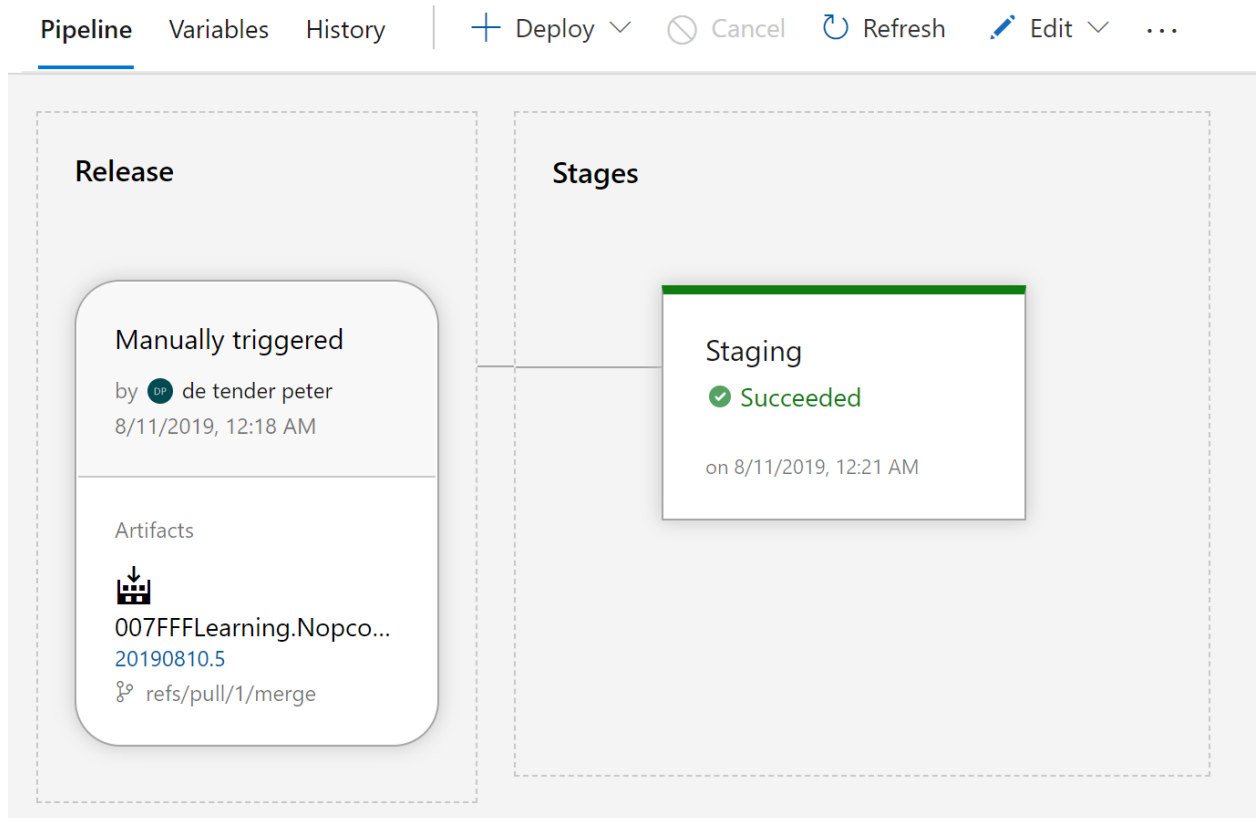 Pipeline Variables History Deploy Cancel Refresh Edit ...
Release
Stages
Manually triggered
by DP de tender peter
8/11/2019, 12:18 AM
Artifacts
007FFFLearning.Nopco...
20190810.5
refs/pull/1/merge
Staging
Succeeded
on 8/11/2019, 12:21 AM